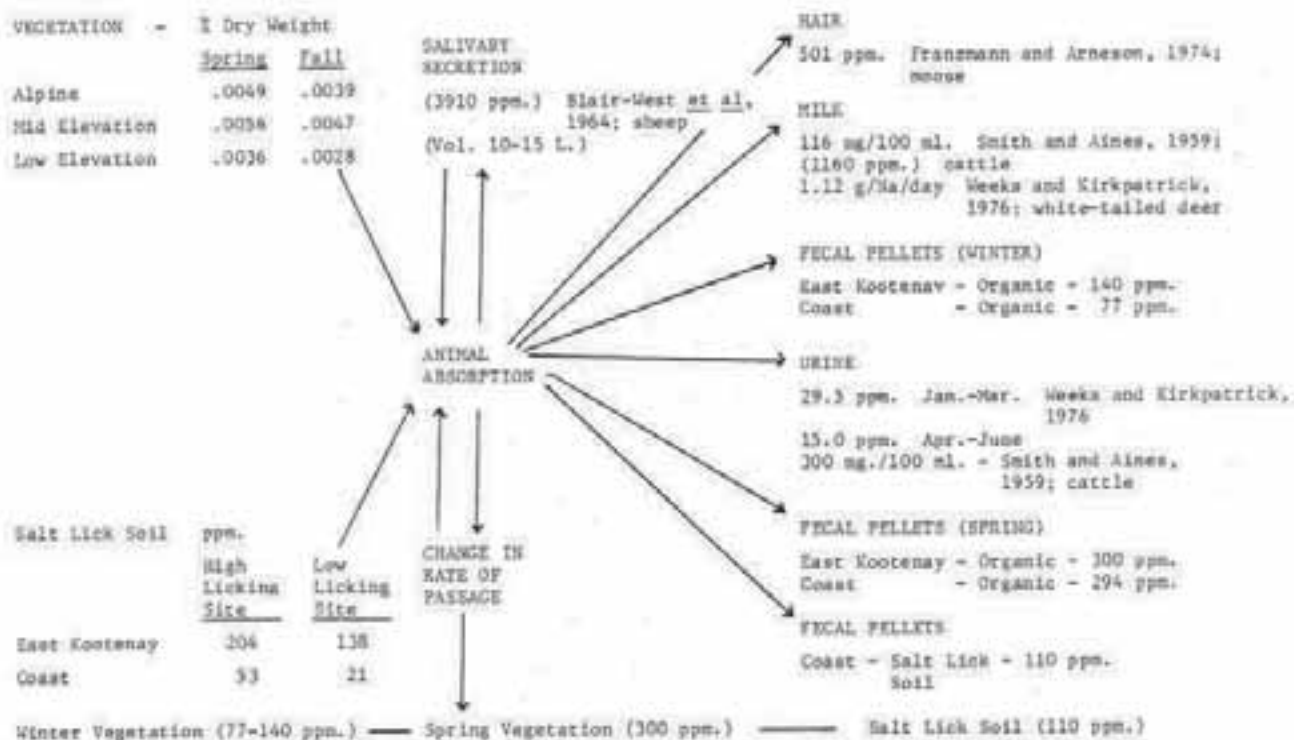 VEGETATION - % Dry Weight
Spring Fall
Alpine .0049 .0039
Mid Elevation .0056 .0047
Low Elevation .0036 .0028
SALIVARY
SECRETION
(3910 ppm.) Blair-West et al,
1964; sheep
(Vol. 10-15 L.)
HAIR
501 ppm. Franzmann and Arneson, 1974;
moose
MILK
116 mg/100 ml. Smith and Aines, 1959;
(1160 ppm.) cattle
1.12 g/Na/day Weeks and Kirkpatrick,
1976; white-tailed deer
FECAL PELLETS (WINTER)
East Kootenay - Organic - 140 ppm.
Coast - Organic - 77 ppm.
ANIMAL
ABSORPTION
URINE
29.3 ppm. Jan.-Mar. Weeks and Kirkpatrick,
1976
15.0 ppm. Apr.-June
300 mg./100 ml. - Smith and Aines,
1959; cattle
Salt Lick Soil ppm.
High Low
Licking Licking
Site Site
East Kootenay 204 138
Coast 53 21
CHANGE IN
RATE OF
PASSAGE
FECAL PELLETS (SPRING)
East Kootenay - Organic - 300 ppm.
Coast - Organic - 294 ppm.
FECAL PELLETS
Coast - Salt Lick - 110 ppm.
Soil
Winter Vegetation (77-140 ppm.) — Spring Vegetation (300 ppm.) — Salt Lick Soil (110 ppm.)